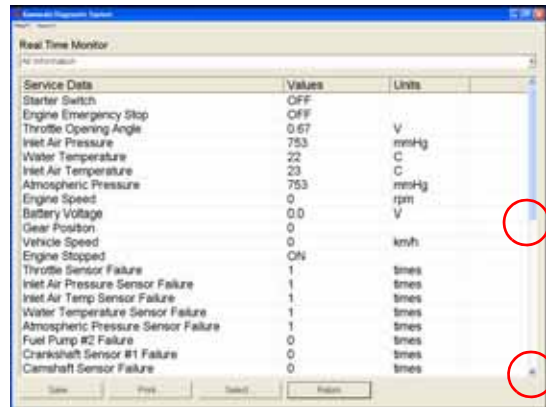 Kawasaki Diagnostic System
Real Time Monitor
All Information
Service Data Values Units
Starter Switch OFF
Engine Emergency Stop OFF
Throttle Opening Angle 0.67 V
Inlet Air Pressure 753 mmHg
Water Temperature 22 C
Inlet Air Temperature 23 C
Atmospheric Pressure 753 mmHg
Engine Speed 0 rpm
Battery Voltage 0.0 V
Gear Position 0
Vehicle Speed 0 km/h
Engine Stopped ON
Throttle Sensor Failure 1 times
Inlet Air Pressure Sensor Failure 1 times
Inlet Air Temp Sensor Failure 1 times
Water Temperature Sensor Failure 1 times
Atmospheric Pressure Sensor Failure 1 times
Fuel Pump #2 Failure 0 times
Crankshaft Sensor #1 Failure 0 times
Camshaft Sensor Failure 0 times
Save Print Select Return